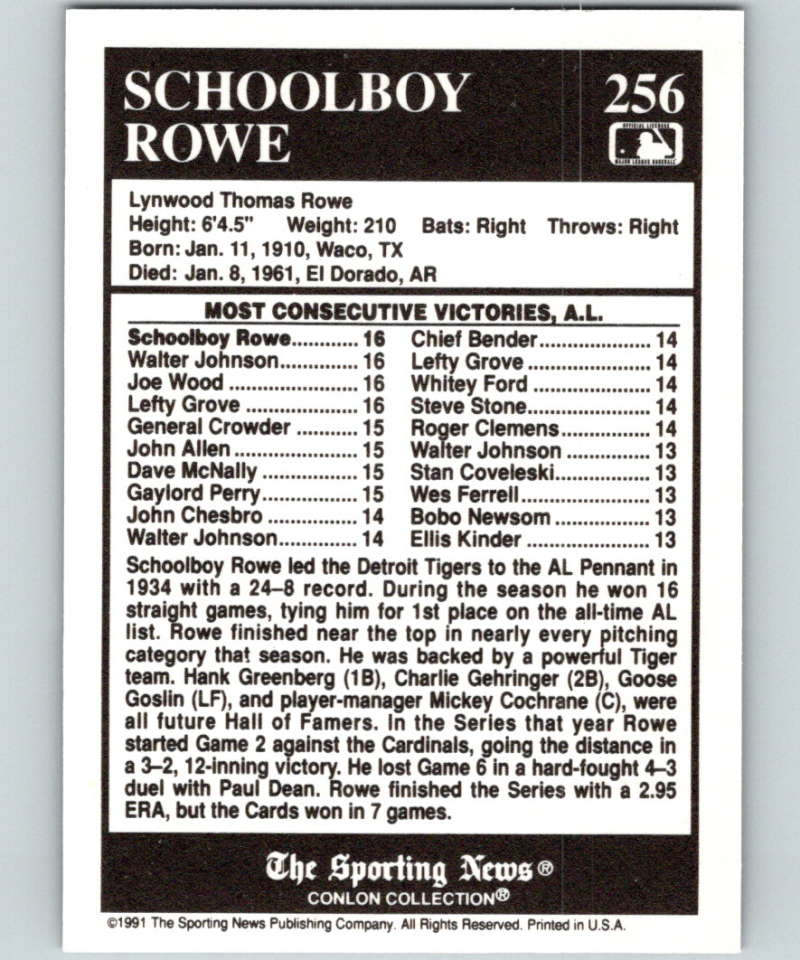 SCHOOLBOY 256
ROWE
OFFICIAL LICENSEE
MAJOR LEAGUE BASEBALL
Lynwood Thomas Rowe
Height: 6'4.5" Weight: 210 Bats: Right Throws: Right
Born: Jan. 11, 1910, Waco, TX
Died: Jan. 8, 1961, El Dorado, AR
MOST CONSECUTIVE VICTORIES, A.L.
Schoolboy Rowe............ 16 Chief Bender..................... 14
Walter Johnson.............. 16 Lefty Grove ....................... 14
Joe Wood ...................... 16 Whitey Ford ...................... 14
Lefty Grove .................... 16 Steve Stone....................... 14
General Crowder ........... 15 Roger Clemens................. 14
John Allen ...................... 15 Walter Johnson ................ 13
Dave McNally ................. 15 Stan Coveleski.................. 13
Gaylord Perry................. 15 Wes Ferrell........................ 13
John Chesbro ................ 14 Bobo Newsom .................. 13
Walter Johnson.............. 14 Ellis Kinder ....................... 13
Schoolboy Rowe led the Detroit Tigers to the AL Pennant in
1934 with a 24–8 record. During the season he won 16
straight games, tying him for 1st place on the all-time AL
list. Rowe finished near the top in nearly every pitching
category that season. He was backed by a powerful Tiger
team. Hank Greenberg (1B), Charlie Gehringer (2B), Goose
Goslin (LF), and player-manager Mickey Cochrane (C), were
all future Hall of Famers. In the Series that year Rowe
started Game 2 against the Cardinals, going the distance in
a 3–2, 12-inning victory. He lost Game 6 in a hard-fought 4–3
duel with Paul Dean. Rowe finished the Series with a 2.95
ERA, but the Cards won in 7 games.
The Sporting News®
CONLON COLLECTION®
©1991 The Sporting News Publishing Company. All Rights Reserved. Printed in U.S.A.